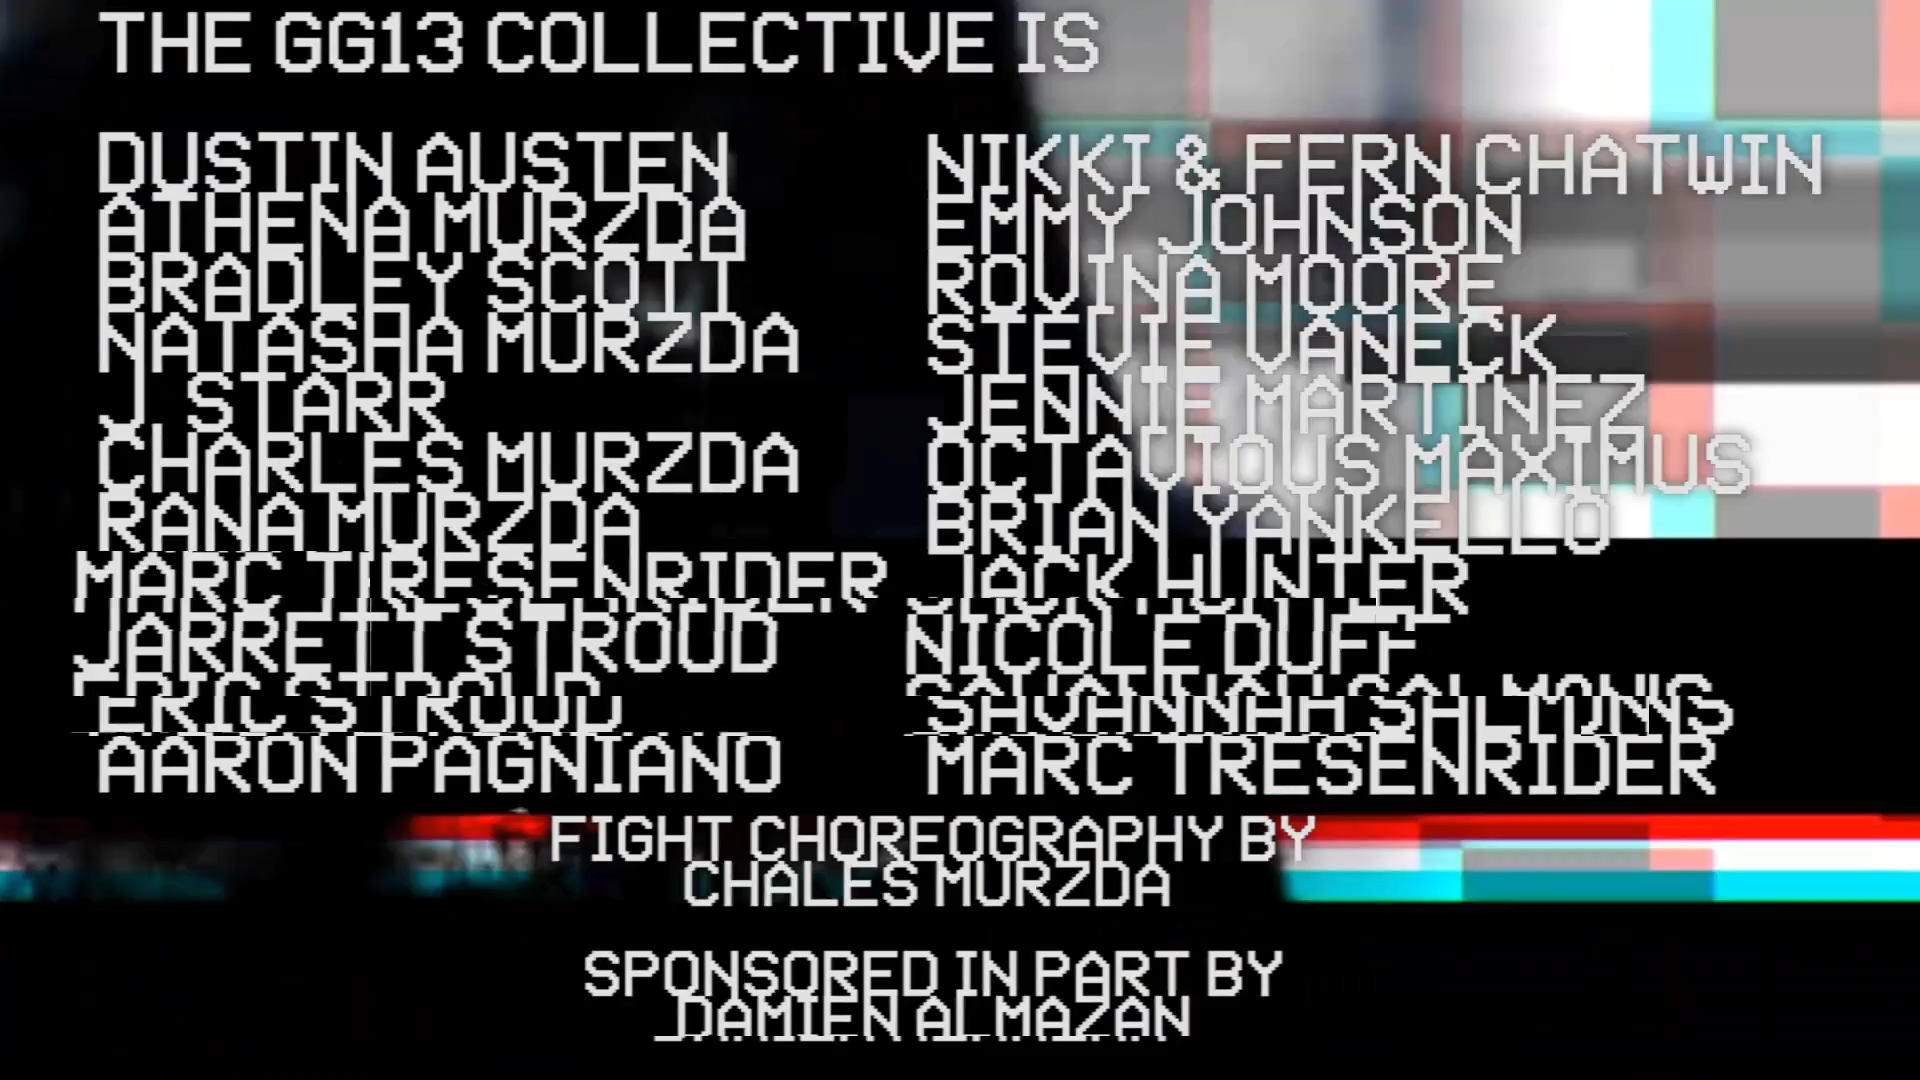 THE GG13 COLLECTIVE IS
DUSTIN AUSTEN
ATHENA MURZDA
BRADLEY SCOTT
NATASHA MURZDA
J STARR
CHARLES MURZDA
RANA MURZDA
MARC TRESENRIDER
JARRETT STROUD
ERIC STROUD
AARON PAGNIANO
NIKKI & FERN CHATWIN
EMMY JOHNSON
ROVINA MOORE
STEVIE VANECK
JENNIE MARTINEZ
OCTAVIOUS MAXIMUS
BRIAN YANKELLO
JACK HUNTER
NICOLE DUFF
SAVANNAH SALMONS
MARC TRESENRIDER
FIGHT CHOREOGRAPHY BY
CHALES MURZDA
SPONSORED IN PART BY
DAMIEN ALMAZAN